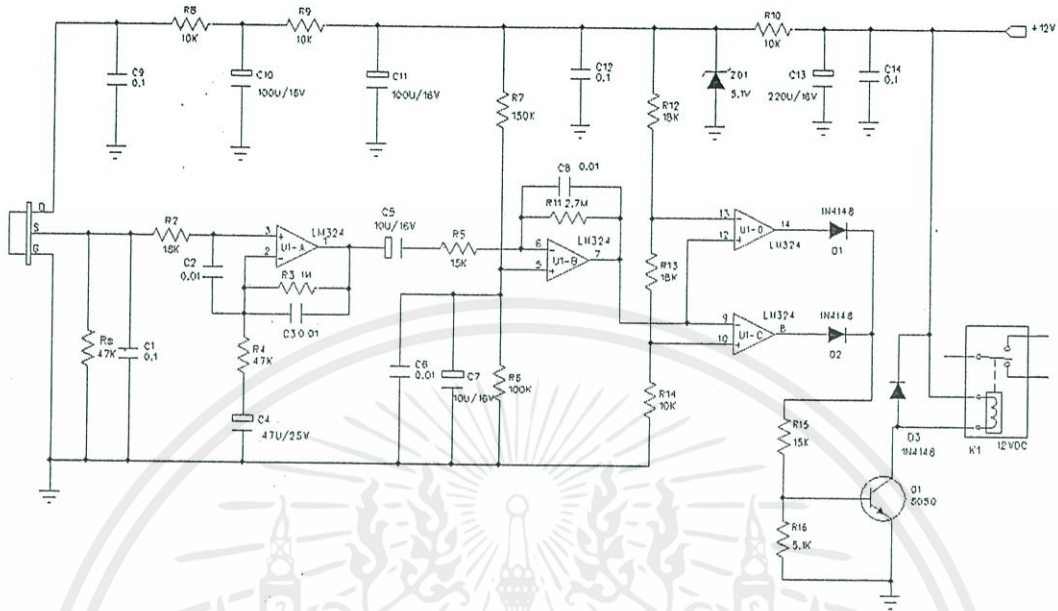 R8
10K
R9
10K
R10
10K
+12V
C9
0.1
C10
100U/16V
C11
100U/16V
C12
0.1
ZD1
5.1V
C13
220U/16V
C14
0.1
R7
150K
R12
18K
C8 0.01
R11 2.7M
D
S
G
R2
18K
C2
0.01
3
2
1
LM324
U1-A
R3 1M
C3 0.01
C5
10U/16V
R5
15K
6
5
7
LM324
U1-B
13
12
14
U1-D
LM324
1N4148
D1
R13
18K
9
10
8
LM324
U1-C
1N4148
D2
Rs
47K
C1
0.1
R4
47K
C4
47U/25V
C6
0.01
C7
10U/16V
R6
100K
R14
10K
R15
15K
D3
1N4148
K1
12VDC
Q1
R16
5.1K